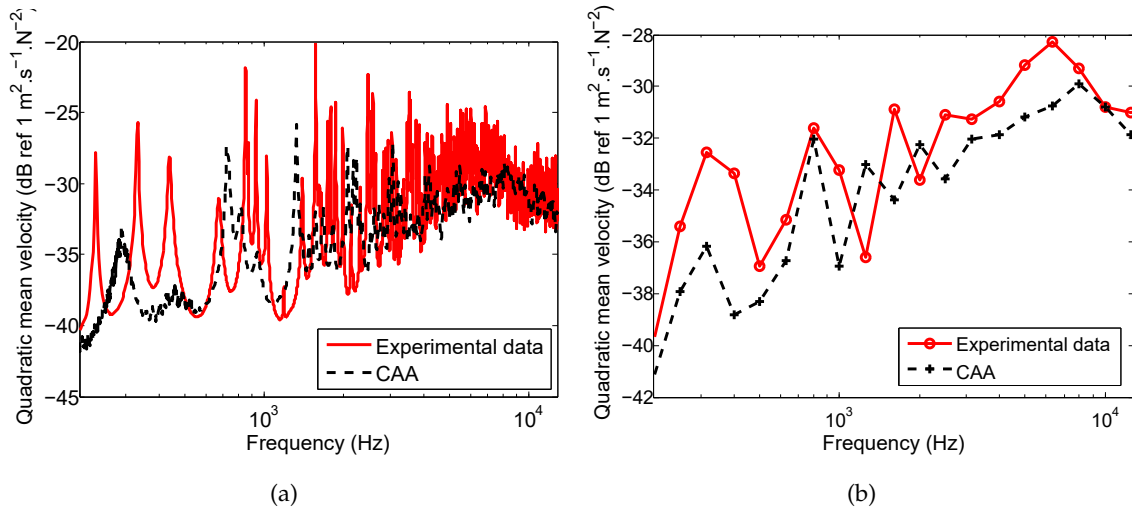 Quadratic mean velocity (dB ref 1 m².s⁻¹.N⁻²)
−20
−25
−30
−35
−40
−45
10³
10⁴
Frequency (Hz)
Experimental data
CAA
(a)
Quadratic mean velocity (dB ref 1 m².s⁻¹.N⁻²)
−28
−30
−32
−34
−36
−38
−40
−42
10³
10⁴
Frequency (Hz)
Experimental data
CAA
(b)